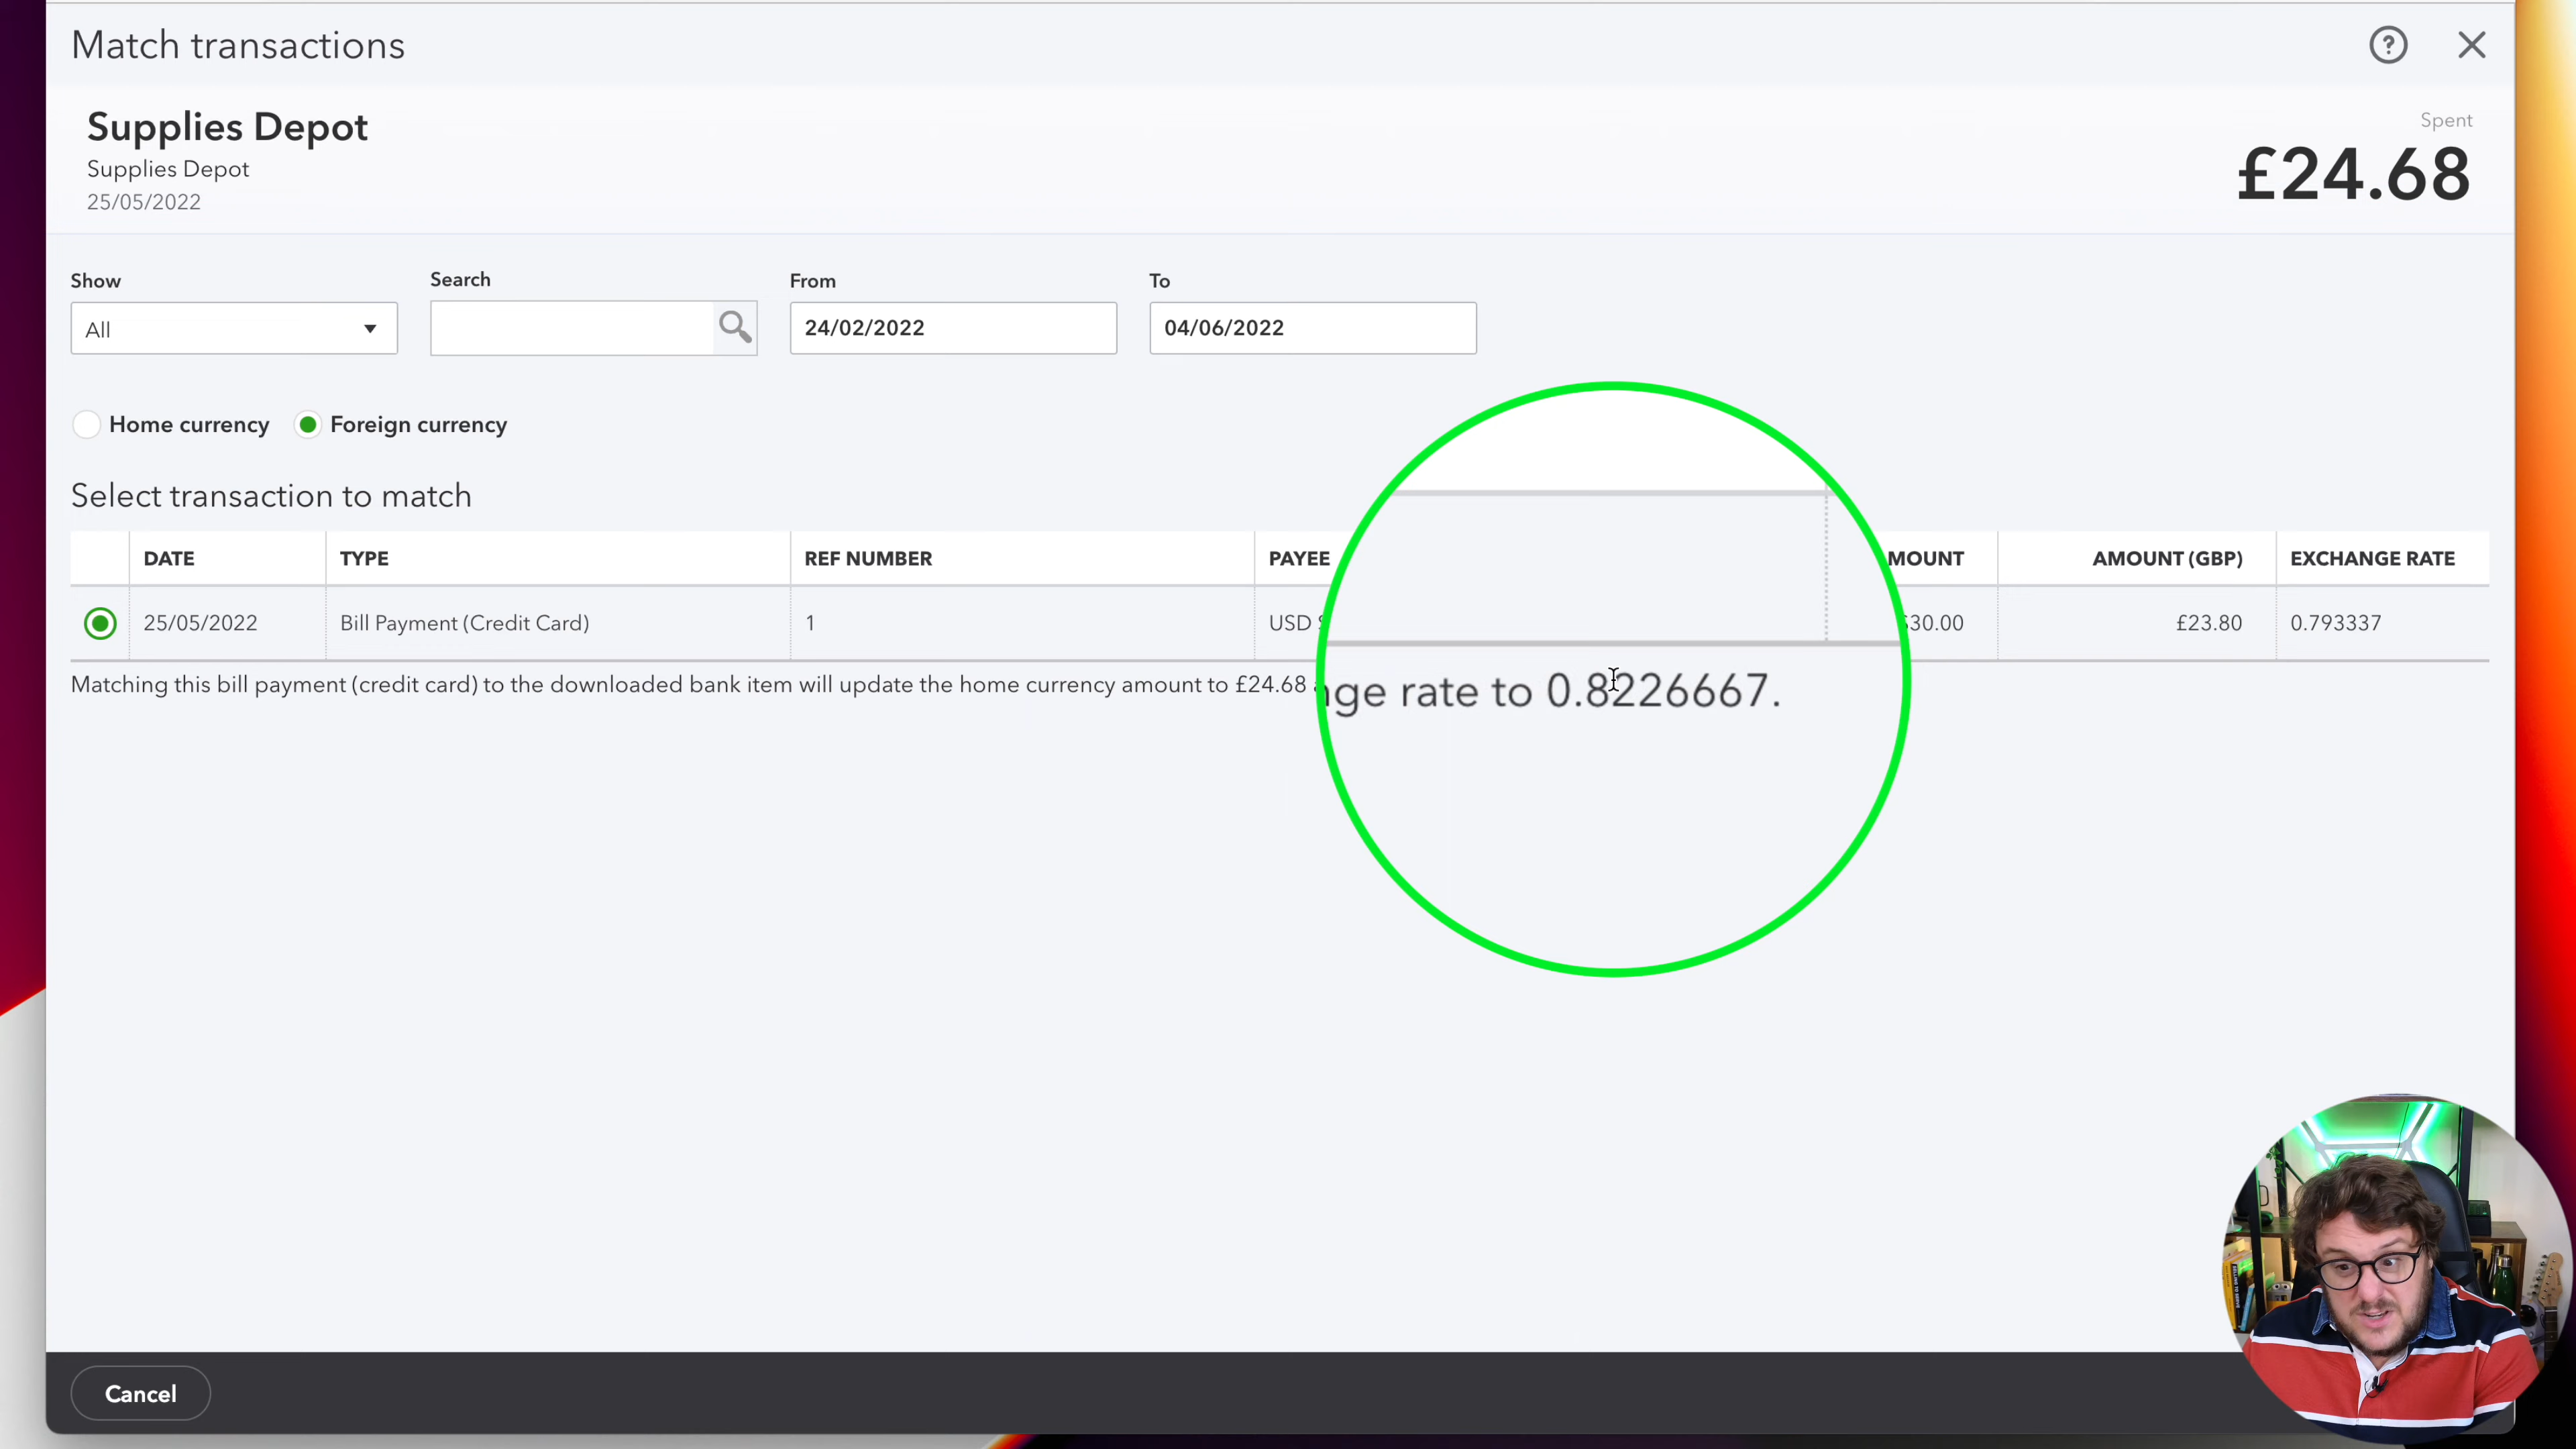 Match transactions
?
Supplies Depot
Supplies Depot
25/05/2022
Spent
£24.68
Show
Search
From
To
All
24/02/2022
04/06/2022
Home currency
Foreign currency
Select transaction to match
DATE TYPE REF NUMBER PAYEE MOUNT AMOUNT (GBP) EXCHANGE RATE
25/05/2022 Bill Payment (Credit Card) 1 USD 30.00 £23.80 0.793337
Matching this bill payment (credit card) to the downloaded bank item will update the home currency amount to £24.68 nge rate to 0.8226667.
Cancel